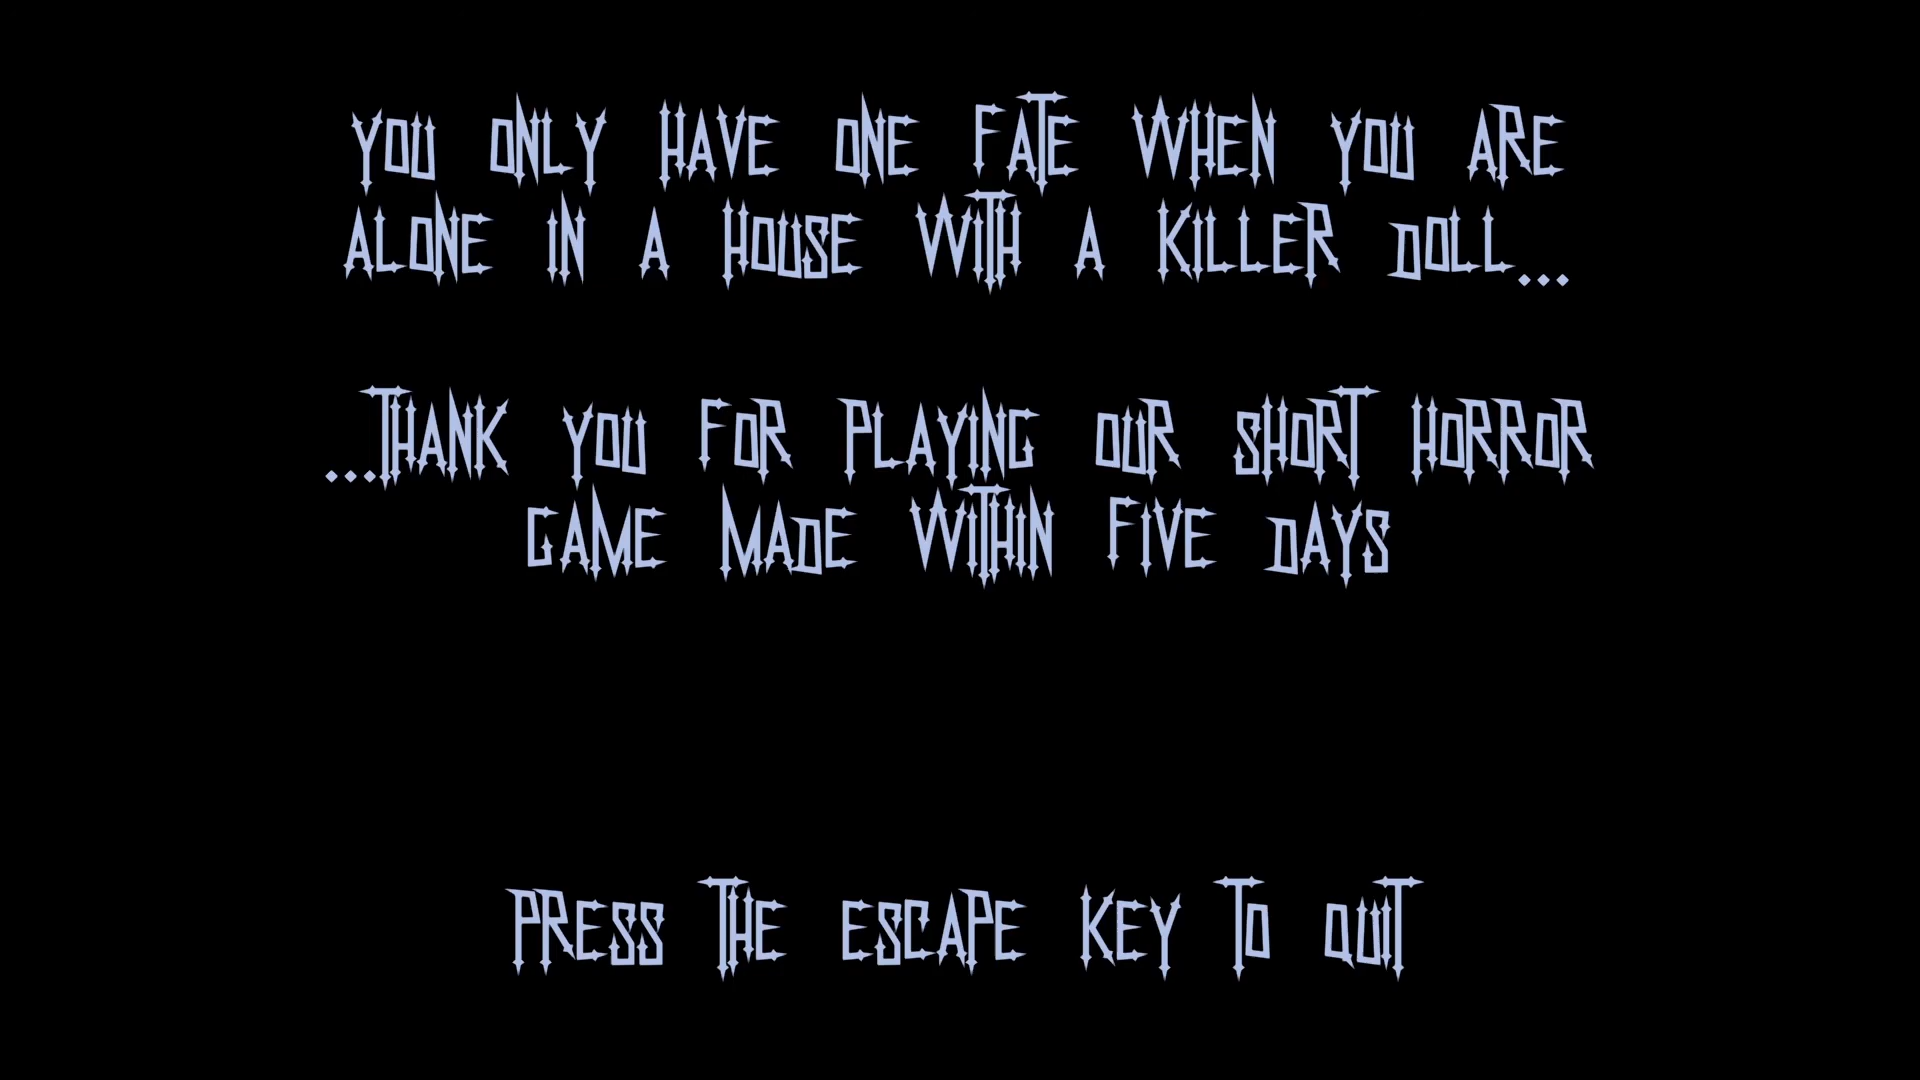 YOU ONLY HAVE ONE FATE WHEN YOU ARE
ALONE IN A HOUSE WITH A KILLER DOLL...
...THANK YOU FOR PLAYING OUR SHORT HORROR
GAME MADE WITHIN FIVE DAYS
PRESS THE ESCAPE KEY TO QUIT